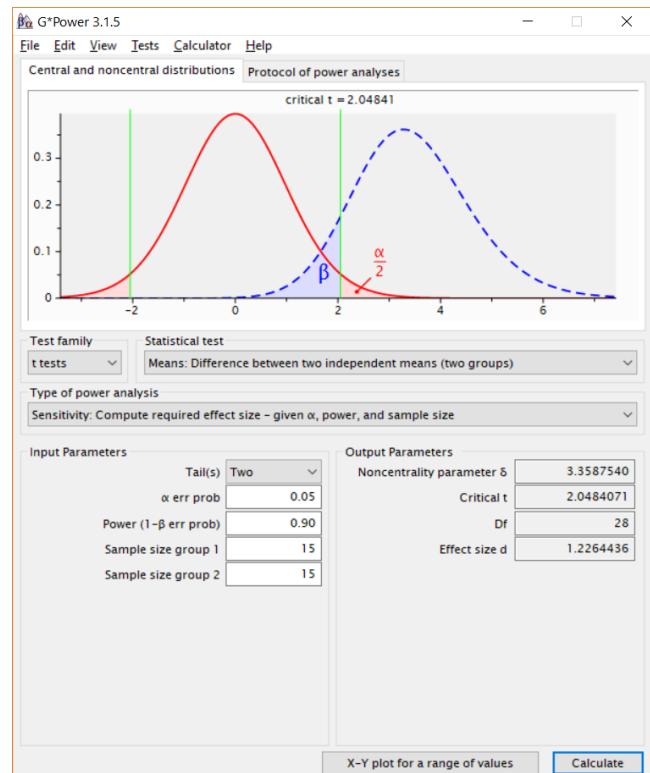 G*Power 3.1.5
File Edit View Tests Calculator Help
Central and noncentral distributions Protocol of power analyses
critical t = 2.04841
0.3
0.2
0.1
0
β
α
2
-2 0 2 4 6
Test family Statistical test
t tests Means: Difference between two independent means (two groups)
Type of power analysis
Sensitivity: Compute required effect size – given α, power, and sample size
Input Parameters Output Parameters
Tail(s) Two Noncentrality parameter δ 3.3587540
α err prob 0.05 Critical t 2.0484071
Power (1-β err prob) 0.90 Df 28
Sample size group 1 15 Effect size d 1.2264436
Sample size group 2 15
X-Y plot for a range of values Calculate